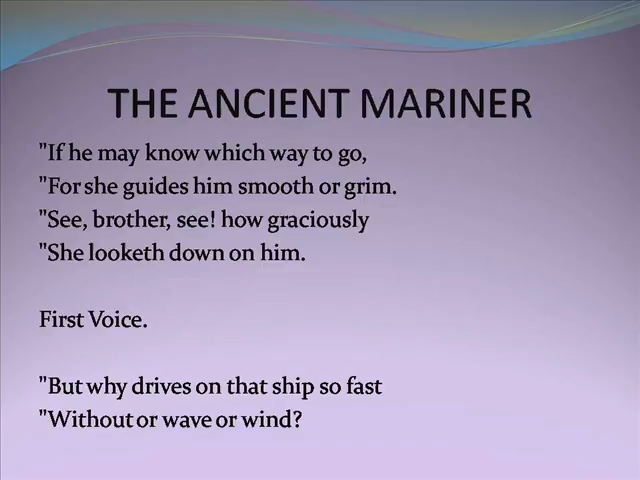 THE ANCIENT MARINER
"If he may know which way to go,
"For she guides him smooth or grim.
"See, brother, see! how graciously
"She looketh down on him.
First Voice.
"But why drives on that ship so fast
"Without or wave or wind?